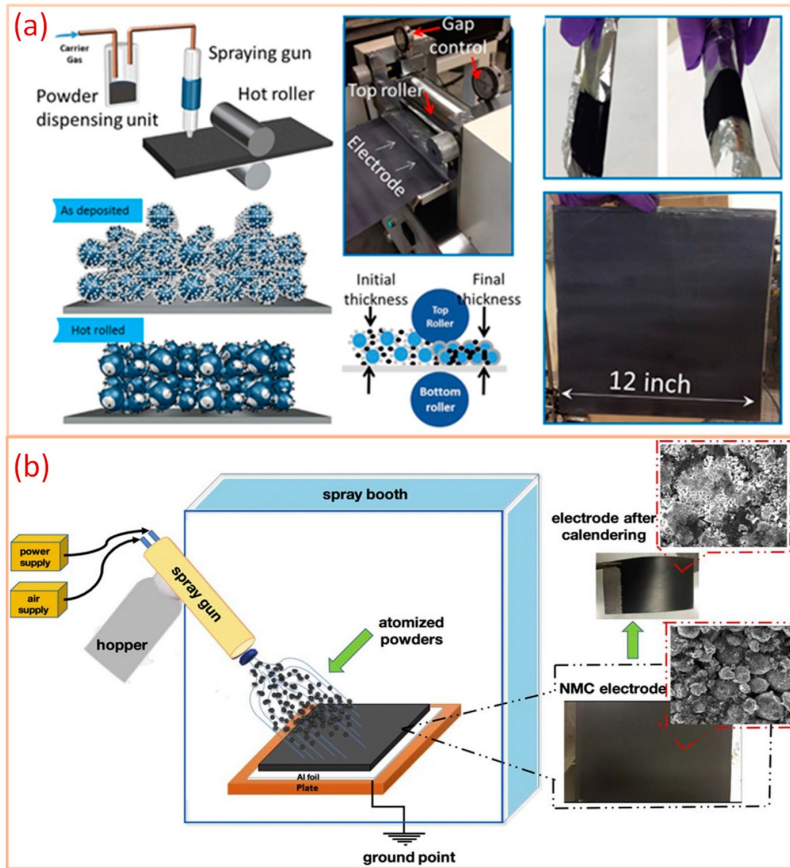 (a)
Carrier
Gas
Spraying gun
Powder
dispensing unit
Hot roller
Gap
control
Top roller
Electrode
As deposited
Hot rolled
Initial
thickness
Final
thickness
Top
Roller
Bottom
roller
12 inch
(b)
spray booth
power
supply
air
supply
spray gun
hopper
atomized
powders
Al foil
Plate
ground point
electrode after
calendering
NMC electrode